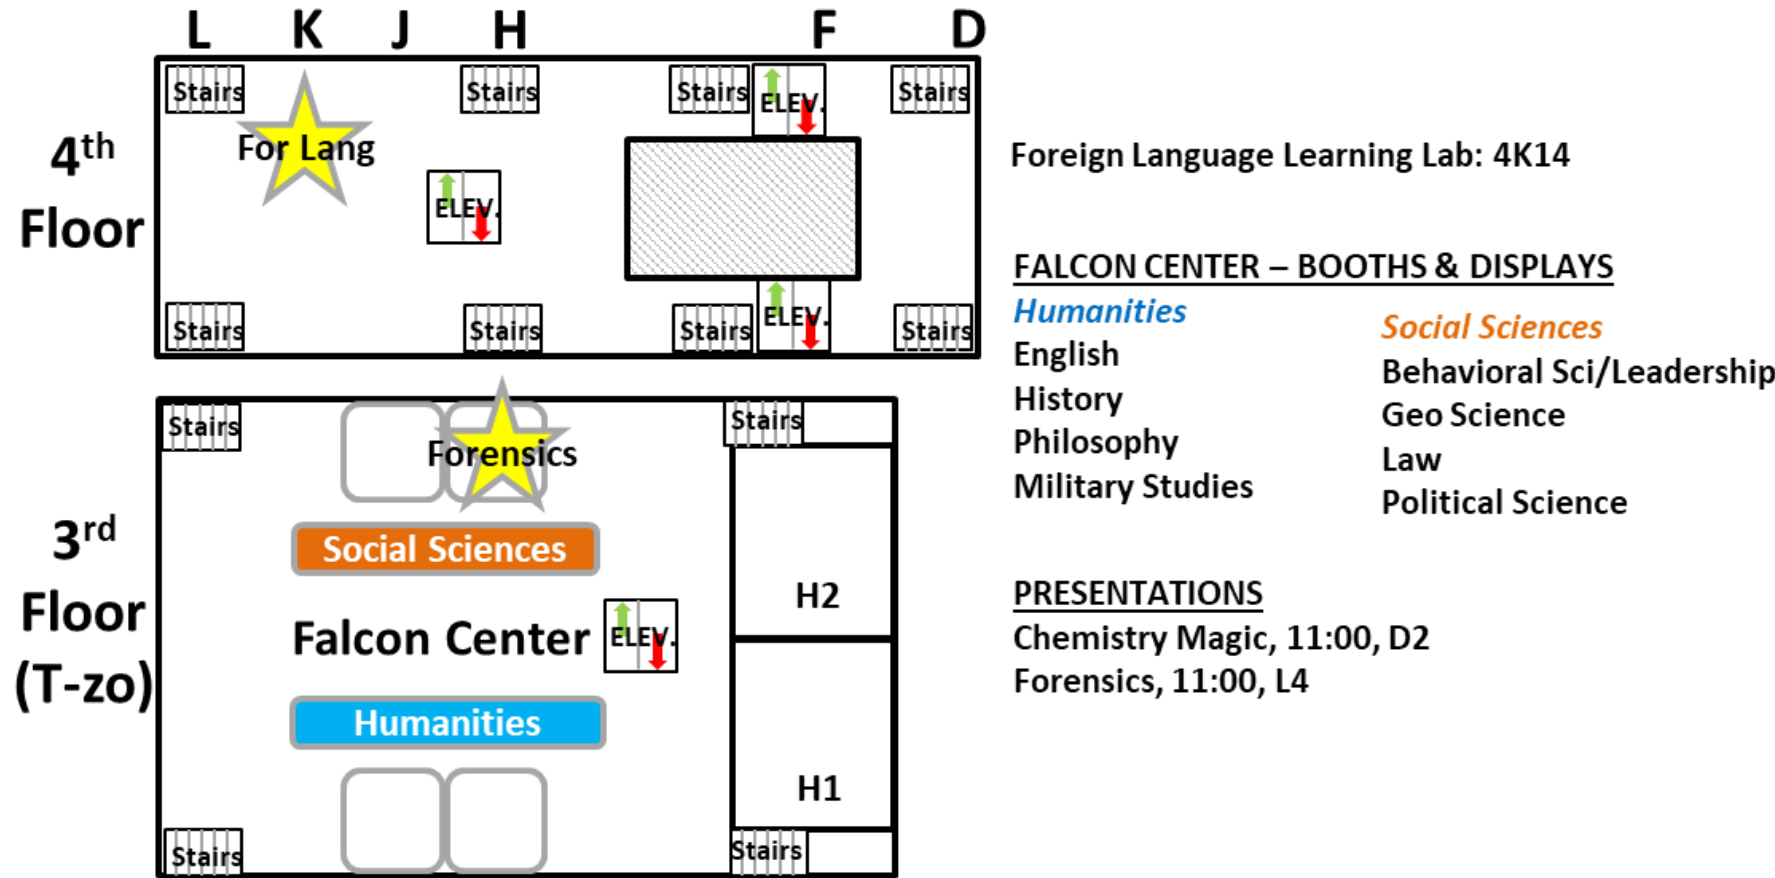 L K J H F D
Stairs Stairs Stairs ELEV. Stairs
4th
Floor
For Lang
ELEV.
Stairs Stairs Stairs ELEV. Stairs
Foreign Language Learning Lab: 4K14
3rd
Floor
(T-zo)
Stairs Stairs
Forensics
Social Sciences
Falcon Center ELEV.
H2
Humanities
H1
Stairs Stairs
FALCON CENTER – BOOTHS & DISPLAYS
Humanities
English
History
Philosophy
Military Studies
Social Sciences
Behavioral Sci/Leadership
Geo Science
Law
Political Science
PRESENTATIONS
Chemistry Magic, 11:00, D2
Forensics, 11:00, L4